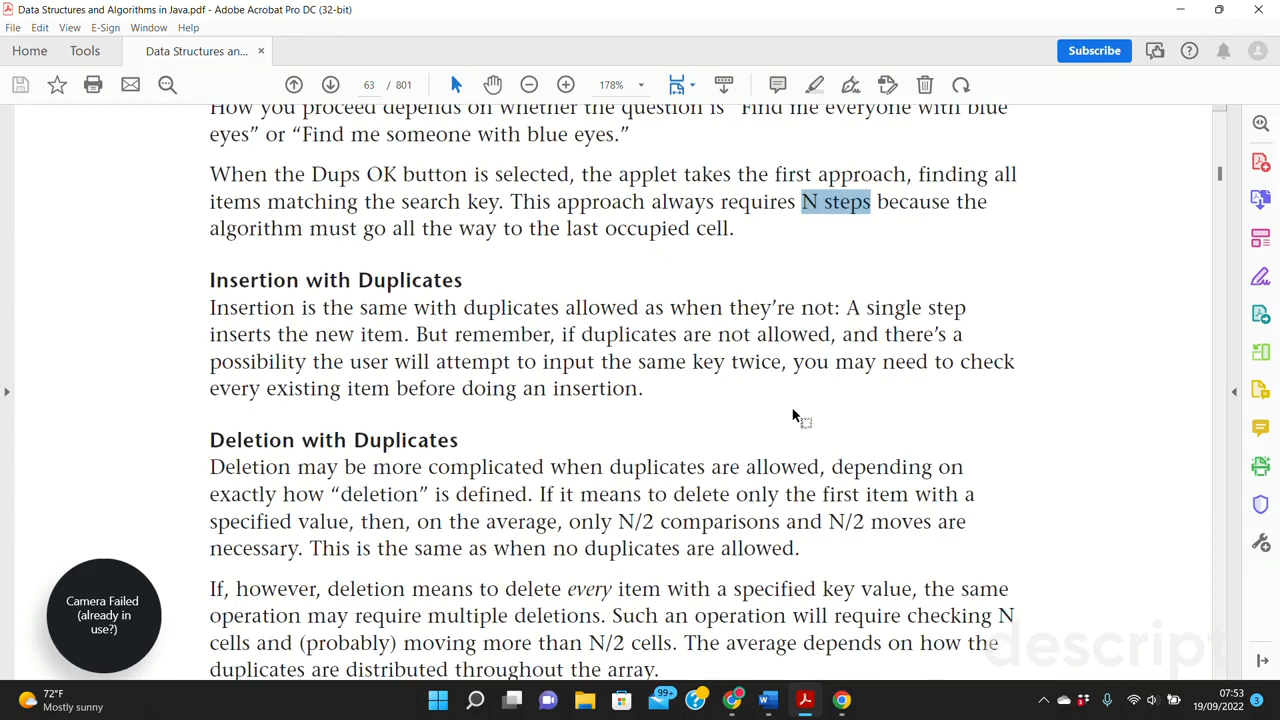 Data Structures and Algorithms in Java.pdf - Adobe Acrobat Pro DC (32-bit)
File Edit View E-Sign Window Help
Home Tools Data Structures an... × Subscribe
63 / 801 178%
How you proceed depends on whether the question is “Find me everyone with blue
eyes” or “Find me someone with blue eyes.”
When the Dups OK button is selected, the applet takes the first approach, finding all
items matching the search key. This approach always requires N steps because the
algorithm must go all the way to the last occupied cell.
Insertion with Duplicates
Insertion is the same with duplicates allowed as when they’re not: A single step
inserts the new item. But remember, if duplicates are not allowed, and there’s a
possibility the user will attempt to input the same key twice, you may need to check
every existing item before doing an insertion.
Deletion with Duplicates
Deletion may be more complicated when duplicates are allowed, depending on
exactly how “deletion” is defined. If it means to delete only the first item with a
specified value, then, on the average, only N/2 comparisons and N/2 moves are
necessary. This is the same as when no duplicates are allowed.
If, however, deletion means to delete every item with a specified key value, the same
operation may require multiple deletions. Such an operation will require checking N
cells and (probably) moving more than N/2 cells. The average depends on how the
duplicates are distributed throughout the array.
Camera Failed
(already in
use?)
descript
72°F
Mostly sunny
99+
07:53
19/09/2022
3